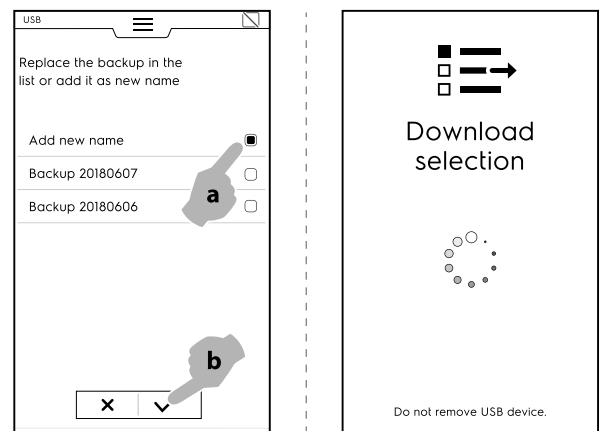 USB
Replace the backup in the
list or add it as new name
Add new name
Backup 20180607
Backup 20180606
a
b
Download
selection
Do not remove USB device.